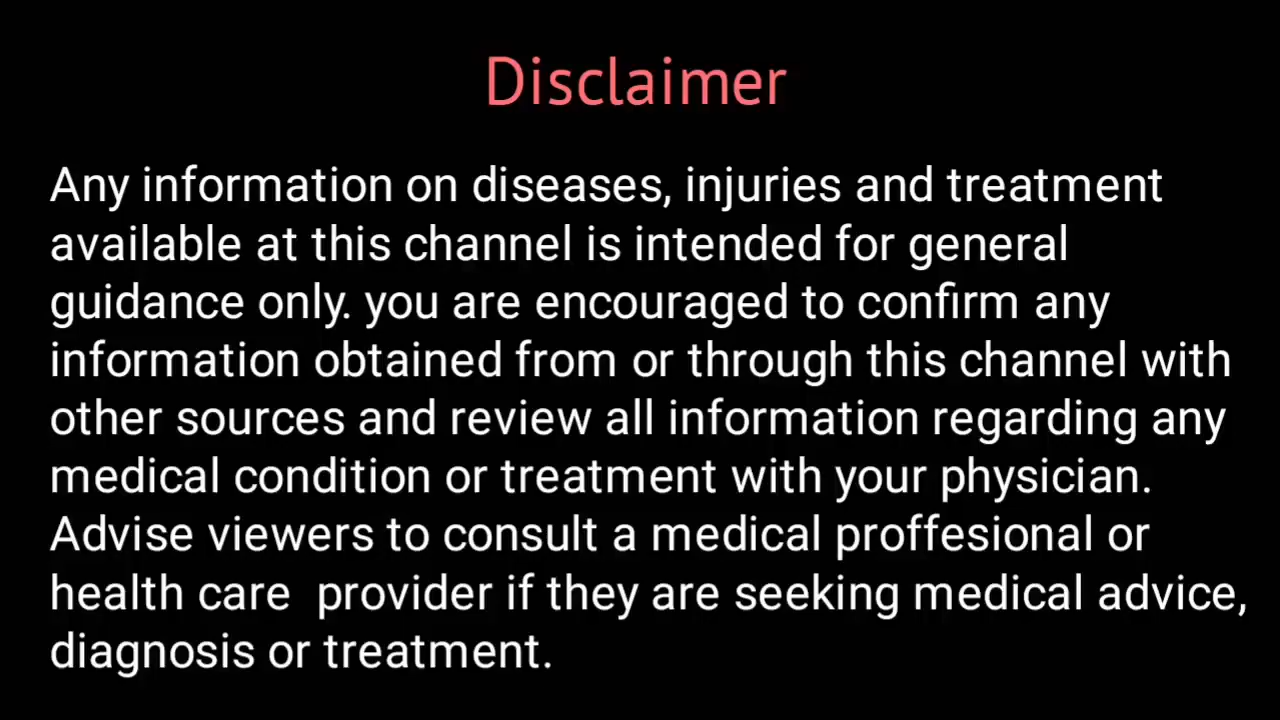 Disclaimer
Any information on diseases, injuries and treatment
available at this channel is intended for general
guidance only. you are encouraged to confirm any
information obtained from or through this channel with
other sources and review all information regarding any
medical condition or treatment with your physician.
Advise viewers to consult a medical proffesional or
health care  provider if they are seeking medical advice,
diagnosis or treatment.